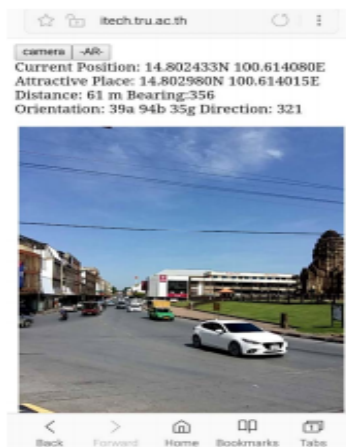 itech.tru.ac.th
camera -AR-
Current Position: 14.802433N 100.614080E
Attractive Place: 14.802980N 100.614015E
Distance: 61 m Bearing:356
Orientation: 39a 94b 35g Direction: 321
Back Forward Home Bookmarks Tabs